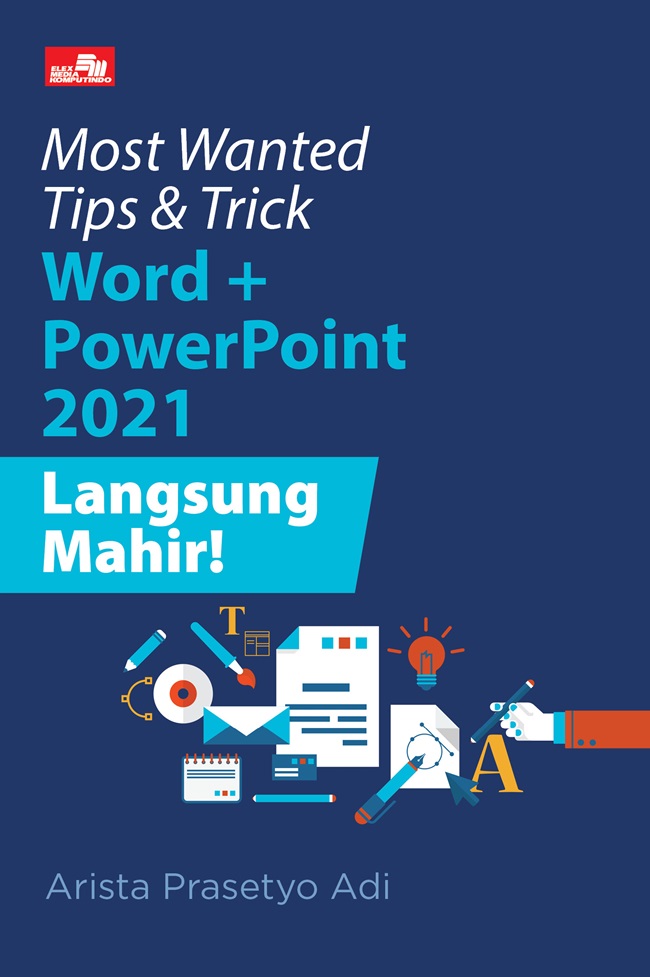 ELEX
MEDIA
KOMPUTINDO
Most Wanted
Tips & Trick
Word +
PowerPoint
2021
Langsung
Mahir!
T
A
Arista Prasetyo Adi